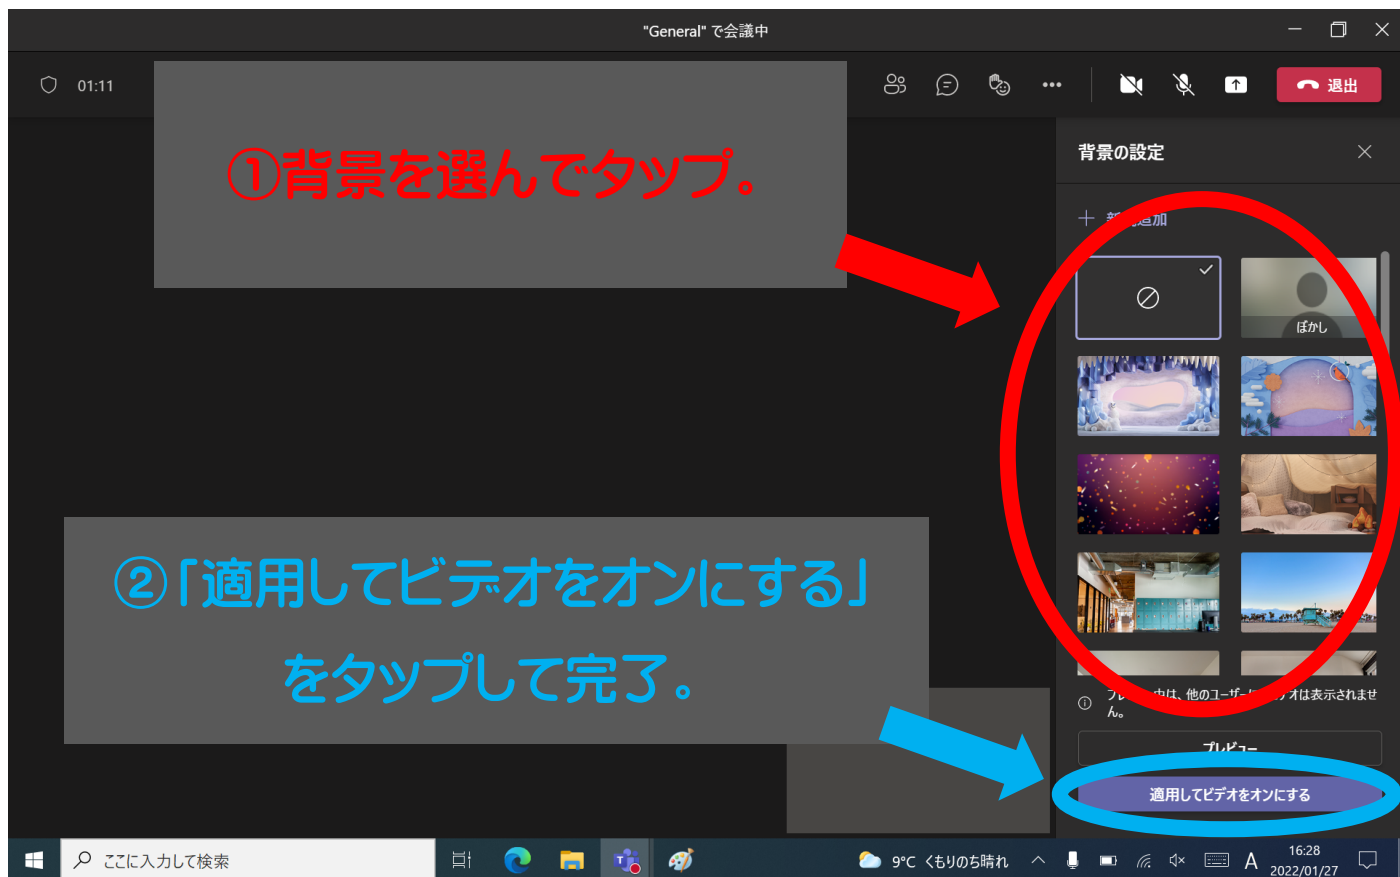 "General" で会議中
01:11
退出
①背景を選んでタップ。
背景の設定
ぼかし
②「適用してビデオをオンにする」
をタップして完了。
ん。
プレビュー
適用してビデオをオンにする
ここに入力して検索
9°C くもりのち晴れ
A
16:28
2022/01/27